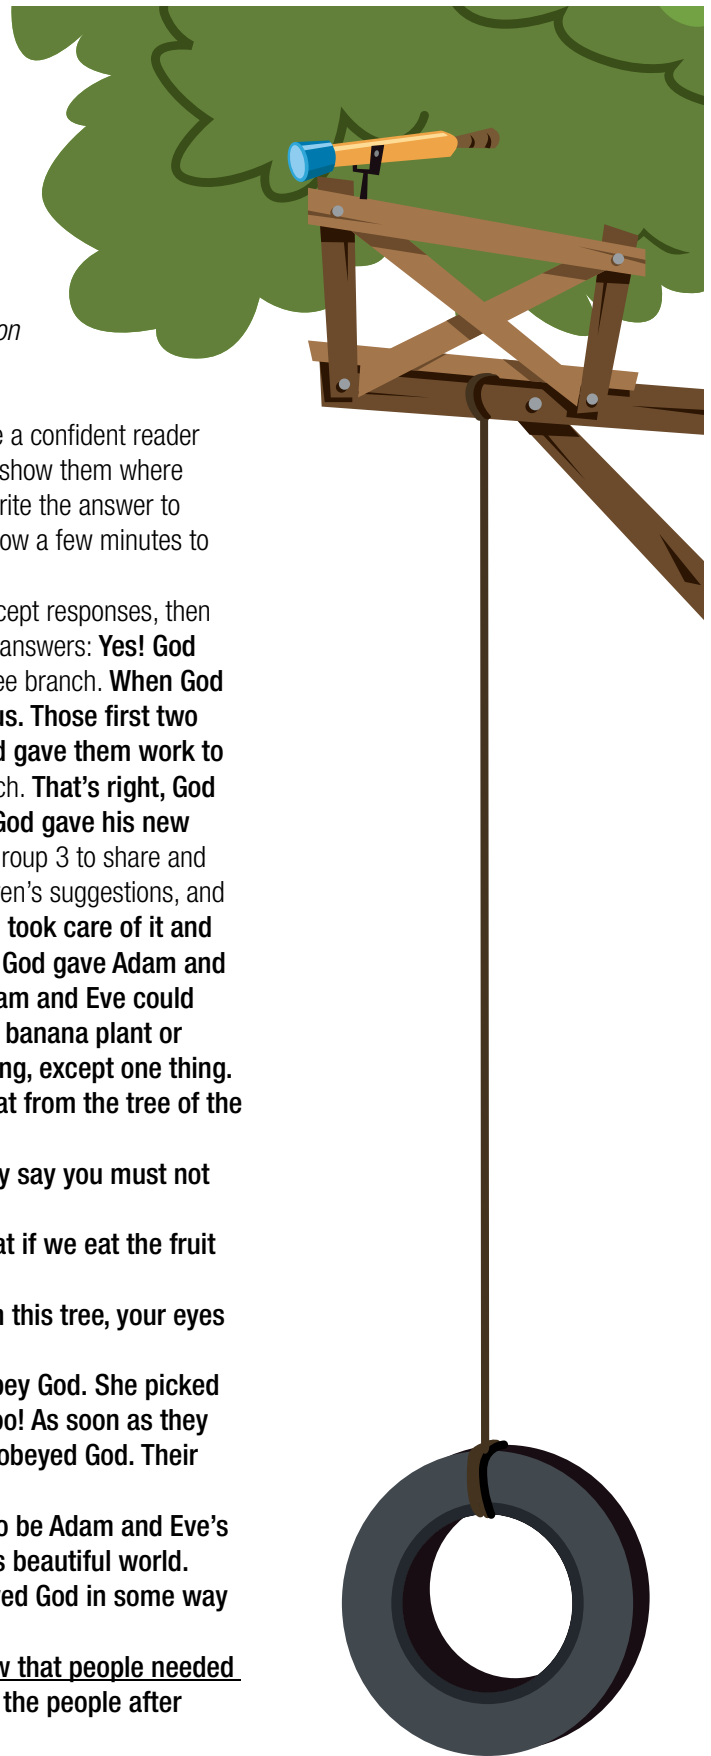 on
e a confident reader
show them where
rite the answer to
ow a few minutes to
cept responses, then
answers: Yes! God
ee branch. When God
us. Those first two
d gave them work to
ch. That’s right, God
God gave his new
roup 3 to share and
ren’s suggestions, and
took care of it and
God gave Adam and
am and Eve could
banana plant or
ng, except one thing.
at from the tree of the
y say you must not
at if we eat the fruit
n this tree, your eyes
bey God. She picked
oo! As soon as they
obeyed God. Their
o be Adam and Eve’s
s beautiful world.
ed God in some way
w that people needed
the people after